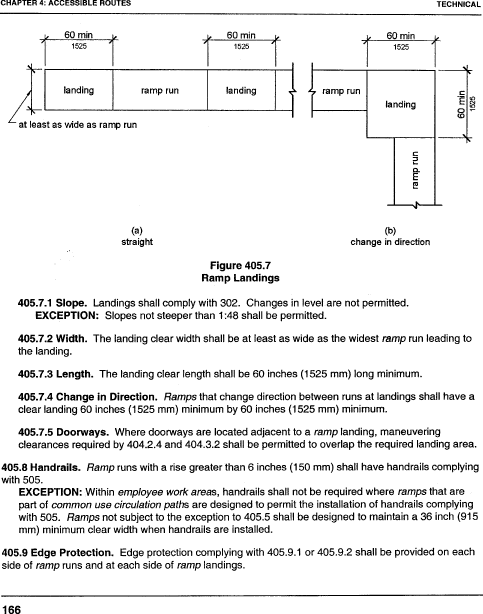 CHAPTER 4: ACCESSIBLE ROUTES
TECHNICAL
60 min
1525
60 min
1525
60 min
1525
landing
ramp run
landing
ramp run
landing
60 min
1525
at least as wide as ramp run
ramp run
(a)
straight
(b)
change in direction
Figure 405.7
Ramp Landings
405.7.1 Slope. Landings shall comply with 302. Changes in level are not permitted.
EXCEPTION: Slopes not steeper than 1:48 shall be permitted.
405.7.2 Width. The landing clear width shall be at least as wide as the widest ramp run leading to
the landing.
405.7.3 Length. The landing clear length shall be 60 inches (1525 mm) long minimum.
405.7.4 Change in Direction. Ramps that change direction between runs at landings shall have a
clear landing 60 inches (1525 mm) minimum by 60 inches (1525 mm) minimum.
405.7.5 Doorways. Where doorways are located adjacent to a ramp landing, maneuvering
clearances required by 404.2.4 and 404.3.2 shall be permitted to overlap the required landing area.
405.8 Handrails. Ramp runs with a rise greater than 6 inches (150 mm) shall have handrails complying
with 505.
EXCEPTION: Within employee work areas, handrails shall not be required where ramps that are
part of common use circulation paths are designed to permit the installation of handrails complying
with 505. Ramps not subject to the exception to 405.5 shall be designed to maintain a 36 inch (915
mm) minimum clear width when handrails are installed.
405.9 Edge Protection. Edge protection complying with 405.9.1 or 405.9.2 shall be provided on each
side of ramp runs and at each side of ramp landings.
166